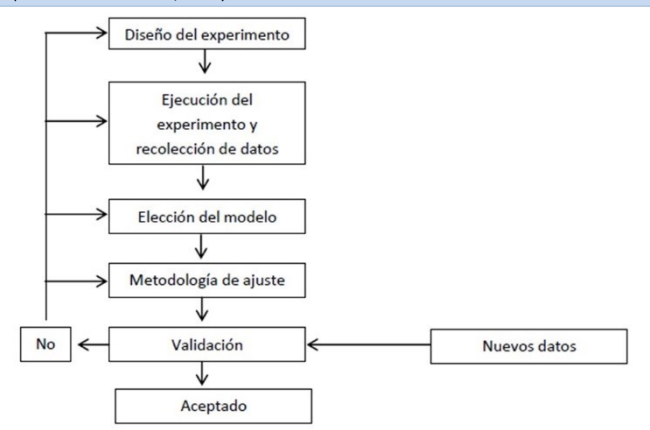 Diseño del experimento
Ejecución del
experimento y
recolección de datos
Elección del modelo
Metodología de ajuste
No
Validación
Nuevos datos
Aceptado